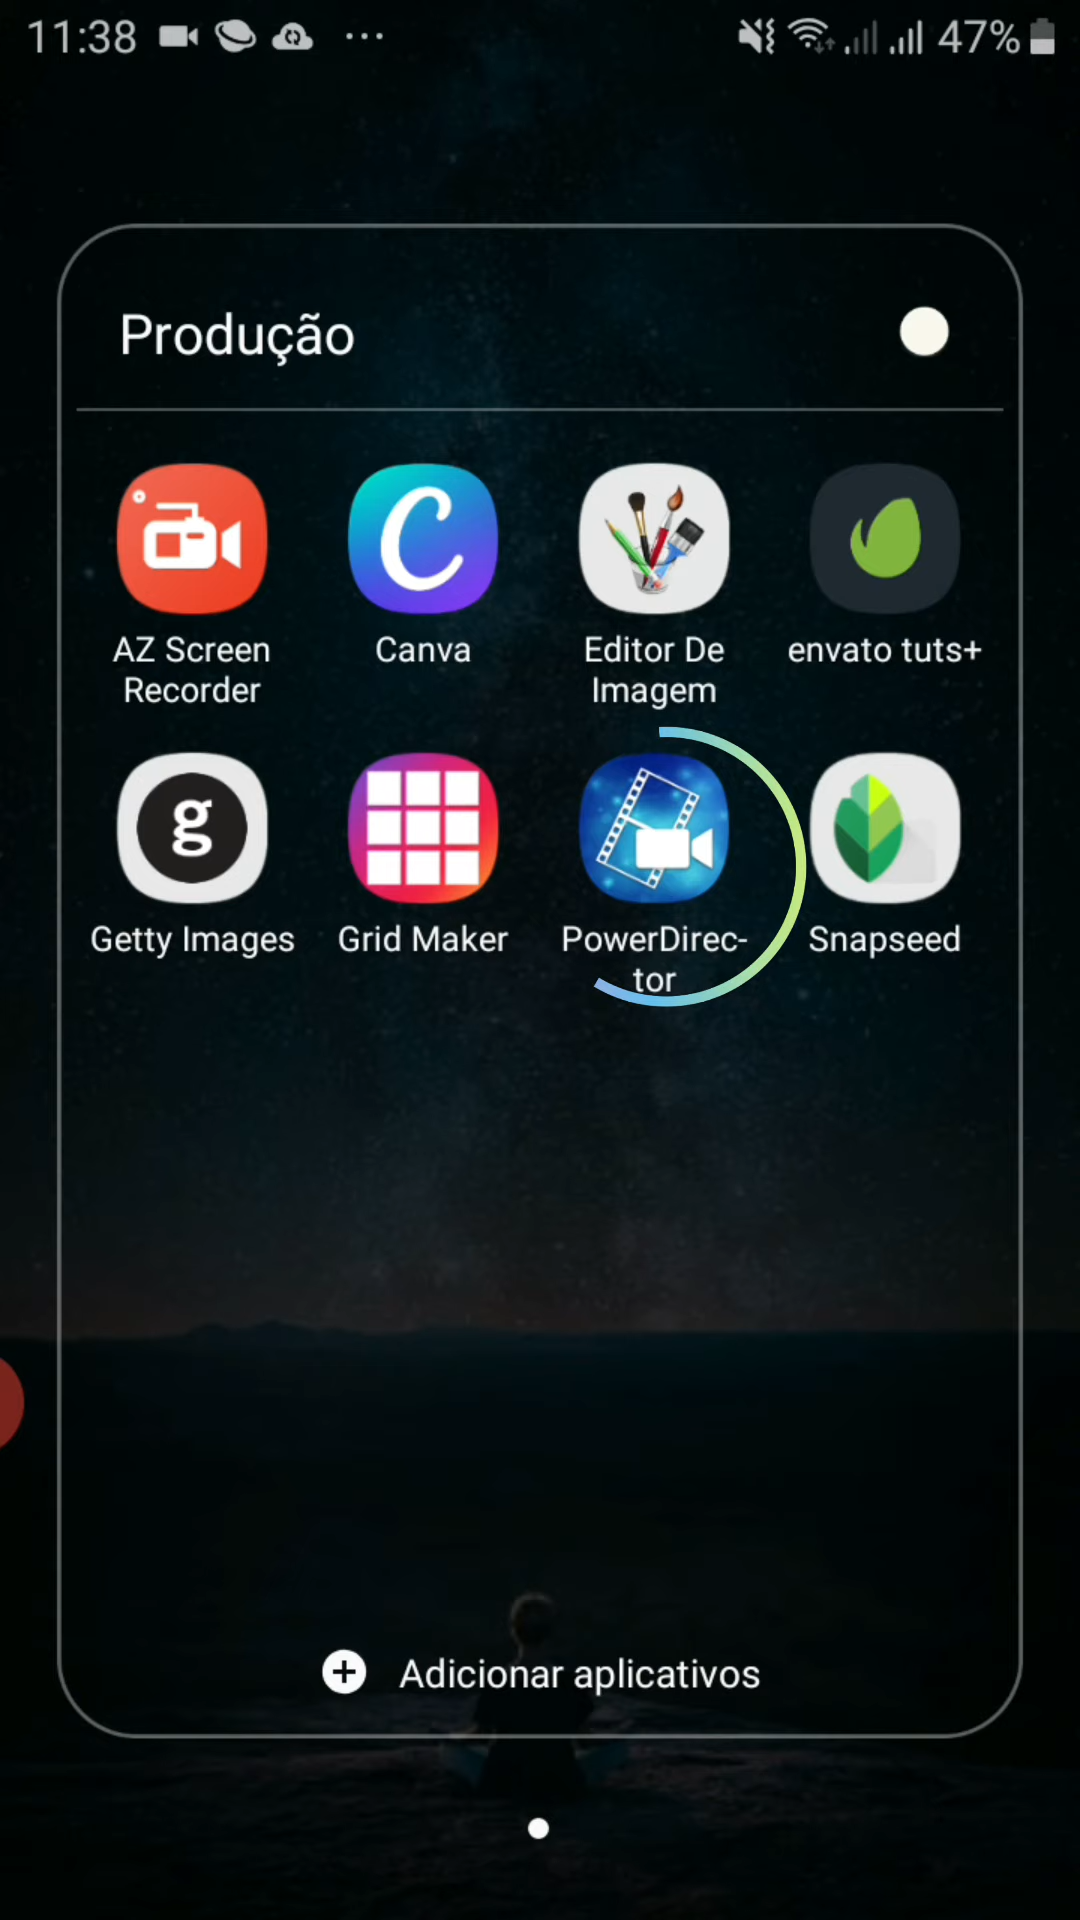 11:38 47%
Produção
AZ Screen
Recorder
Canva
Editor De
Imagem
envato tuts+
Getty Images
Grid Maker
PowerDirec-
tor
Snapseed
Adicionar aplicativos